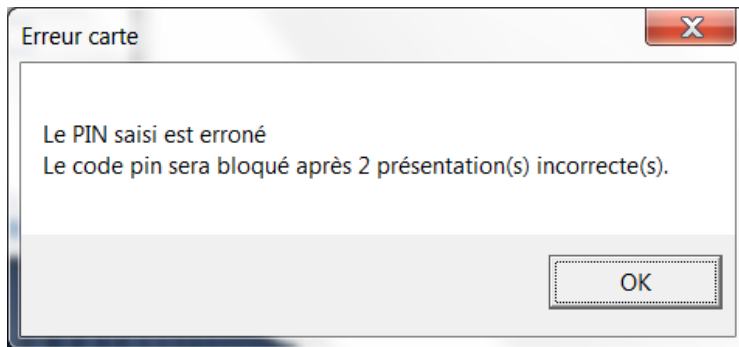 Erreur carte
Le PIN saisi est erroné
Le code pin sera bloqué après 2 présentation(s) incorrecte(s).
OK